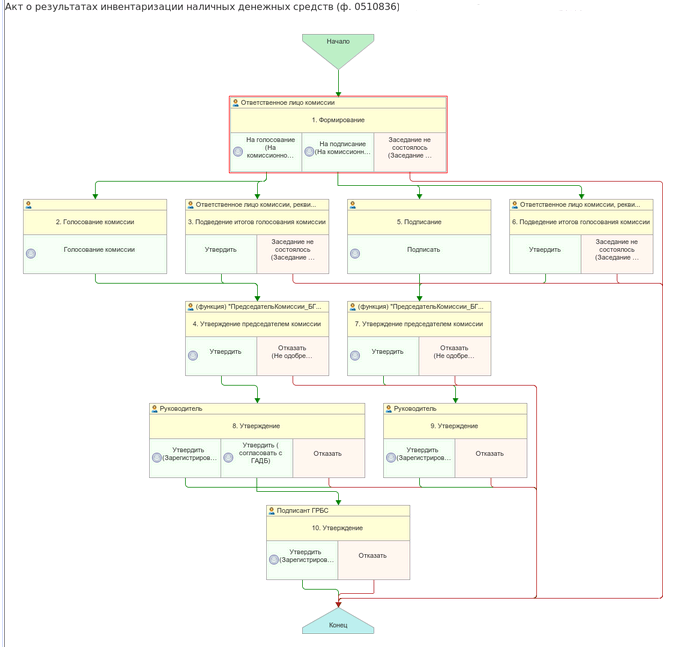 Акт о результатах инвентаризации наличных денежных средств (ф. 0510836)
Начало
Ответственное лицо комиссии
1. Формирование
На голосование
(На
комиссионно...
На подписание
(На комиссионн...
Заседание не
состоялось
(Заседание ...
2. Голосование комиссии
Голосование комиссии
Ответственное лицо комиссии, рекви...
3. Подведение итогов голосования комиссии
Утвердить
Заседание не
состоялось
(Заседание ...
5. Подписание
Подписать
Ответственное лицо комиссии, рекви...
6. Подведение итогов голосования комиссии
Утвердить
Заседание не
состоялось
(Заседание ...
(функция) "ПредседательКомиссии_БГ...
4. Утверждение председателем комиссии
Утвердить
Отказать
(Не одобре...
(функция) "ПредседательКомиссии_БГ...
7. Утверждение председателем комиссии
Утвердить
Отказать
(Не одобре...
Руководитель
8. Утверждение
Утвердить
(Зарегистриров...
Утвердить (
согласовать с
ГАДБ)
Отказать
Руководитель
9. Утверждение
Утвердить
(Зарегистриров...
Отказать
Подписант ГРБС
10. Утверждение
Утвердить
(Зарегистриров...
Отказать
Конец